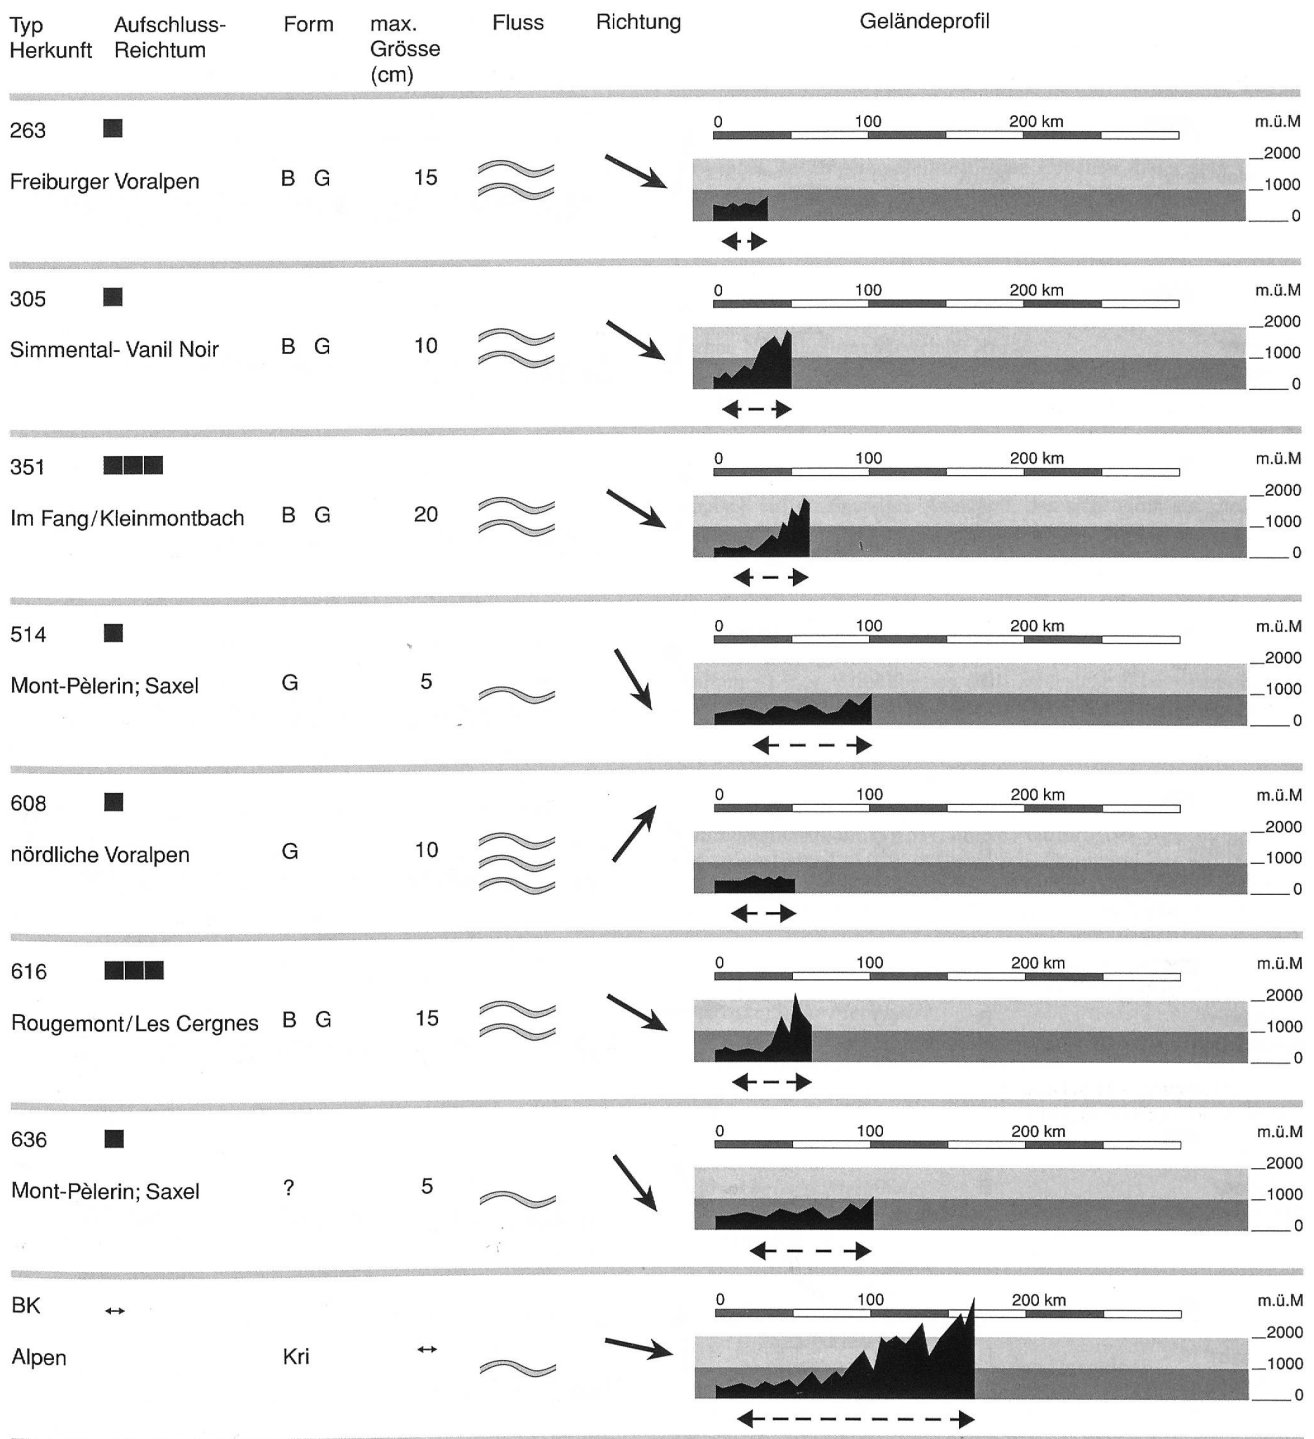 Typ Aufschluss- Form max. Fluss Richtung Geländeprofil
Herkunft Reichtum Grösse
(cm)
263
0 100 200 km m.ü.M
2000
Freiburger Voralpen B G 15
1000
0
305
0 100 200 km m.ü.M
2000
Simmental- Vanil Noir B G 10
1000
0
351
0 100 200 km m.ü.M
2000
Im Fang/Kleinmontbach B G 20
1000
0
514
0 100 200 km m.ü.M
2000
Mont-Pèlerin; Saxel G 5
1000
0
608
0 100 200 km m.ü.M
2000
nördliche Voralpen G 10
1000
0
616
0 100 200 km m.ü.M
2000
Rougemont/Les Cergnes B G 15
1000
0
636
0 100 200 km m.ü.M
2000
Mont-Pèlerin; Saxel ? 5
1000
0
BK
0 100 200 km m.ü.M
2000
Alpen Kri
1000
0